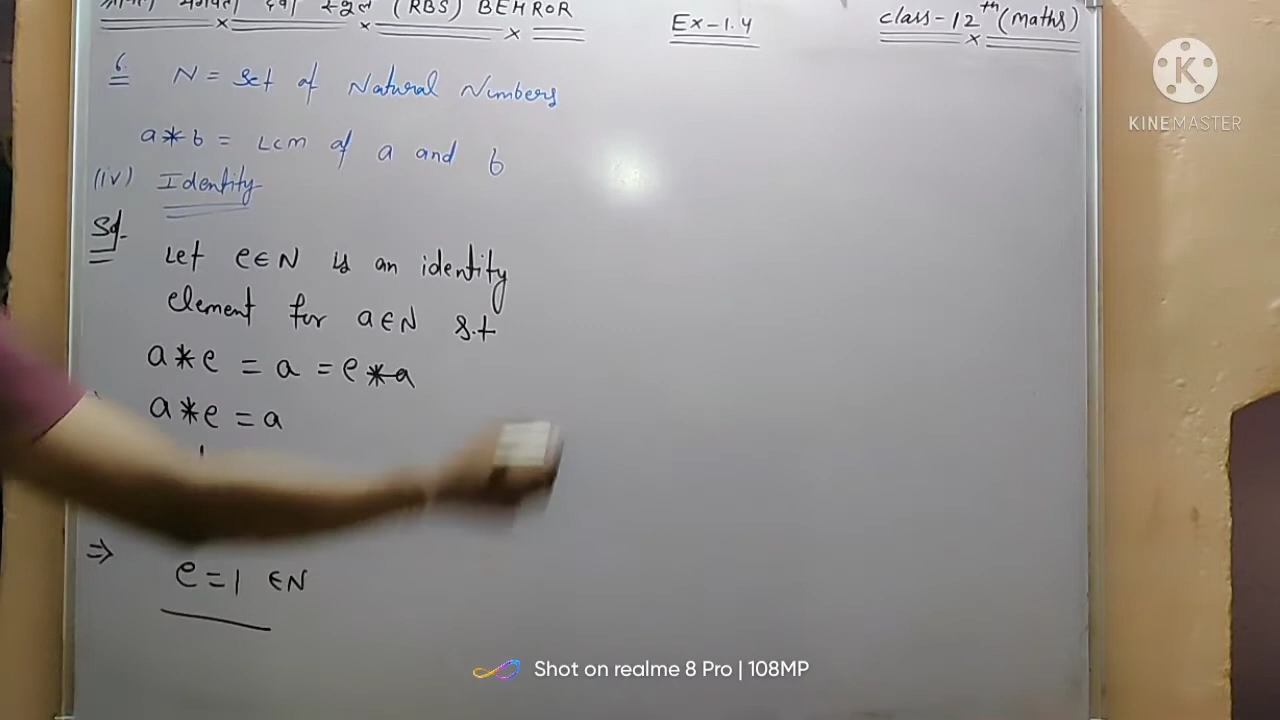 स्कूल (RBS) BEHROR
Ex-1.4
class-12th (maths)
6. N = Set of Natural Numbers
a*b = LCM of a and b
(iv) Identity
Sol.
Let e∈N is an identity
element for a∈N s.t
a*e = a = e*a
a*e = a
⇒ e=1 ∈N
K
KINEMASTER
Shot on realme 8 Pro | 108MP